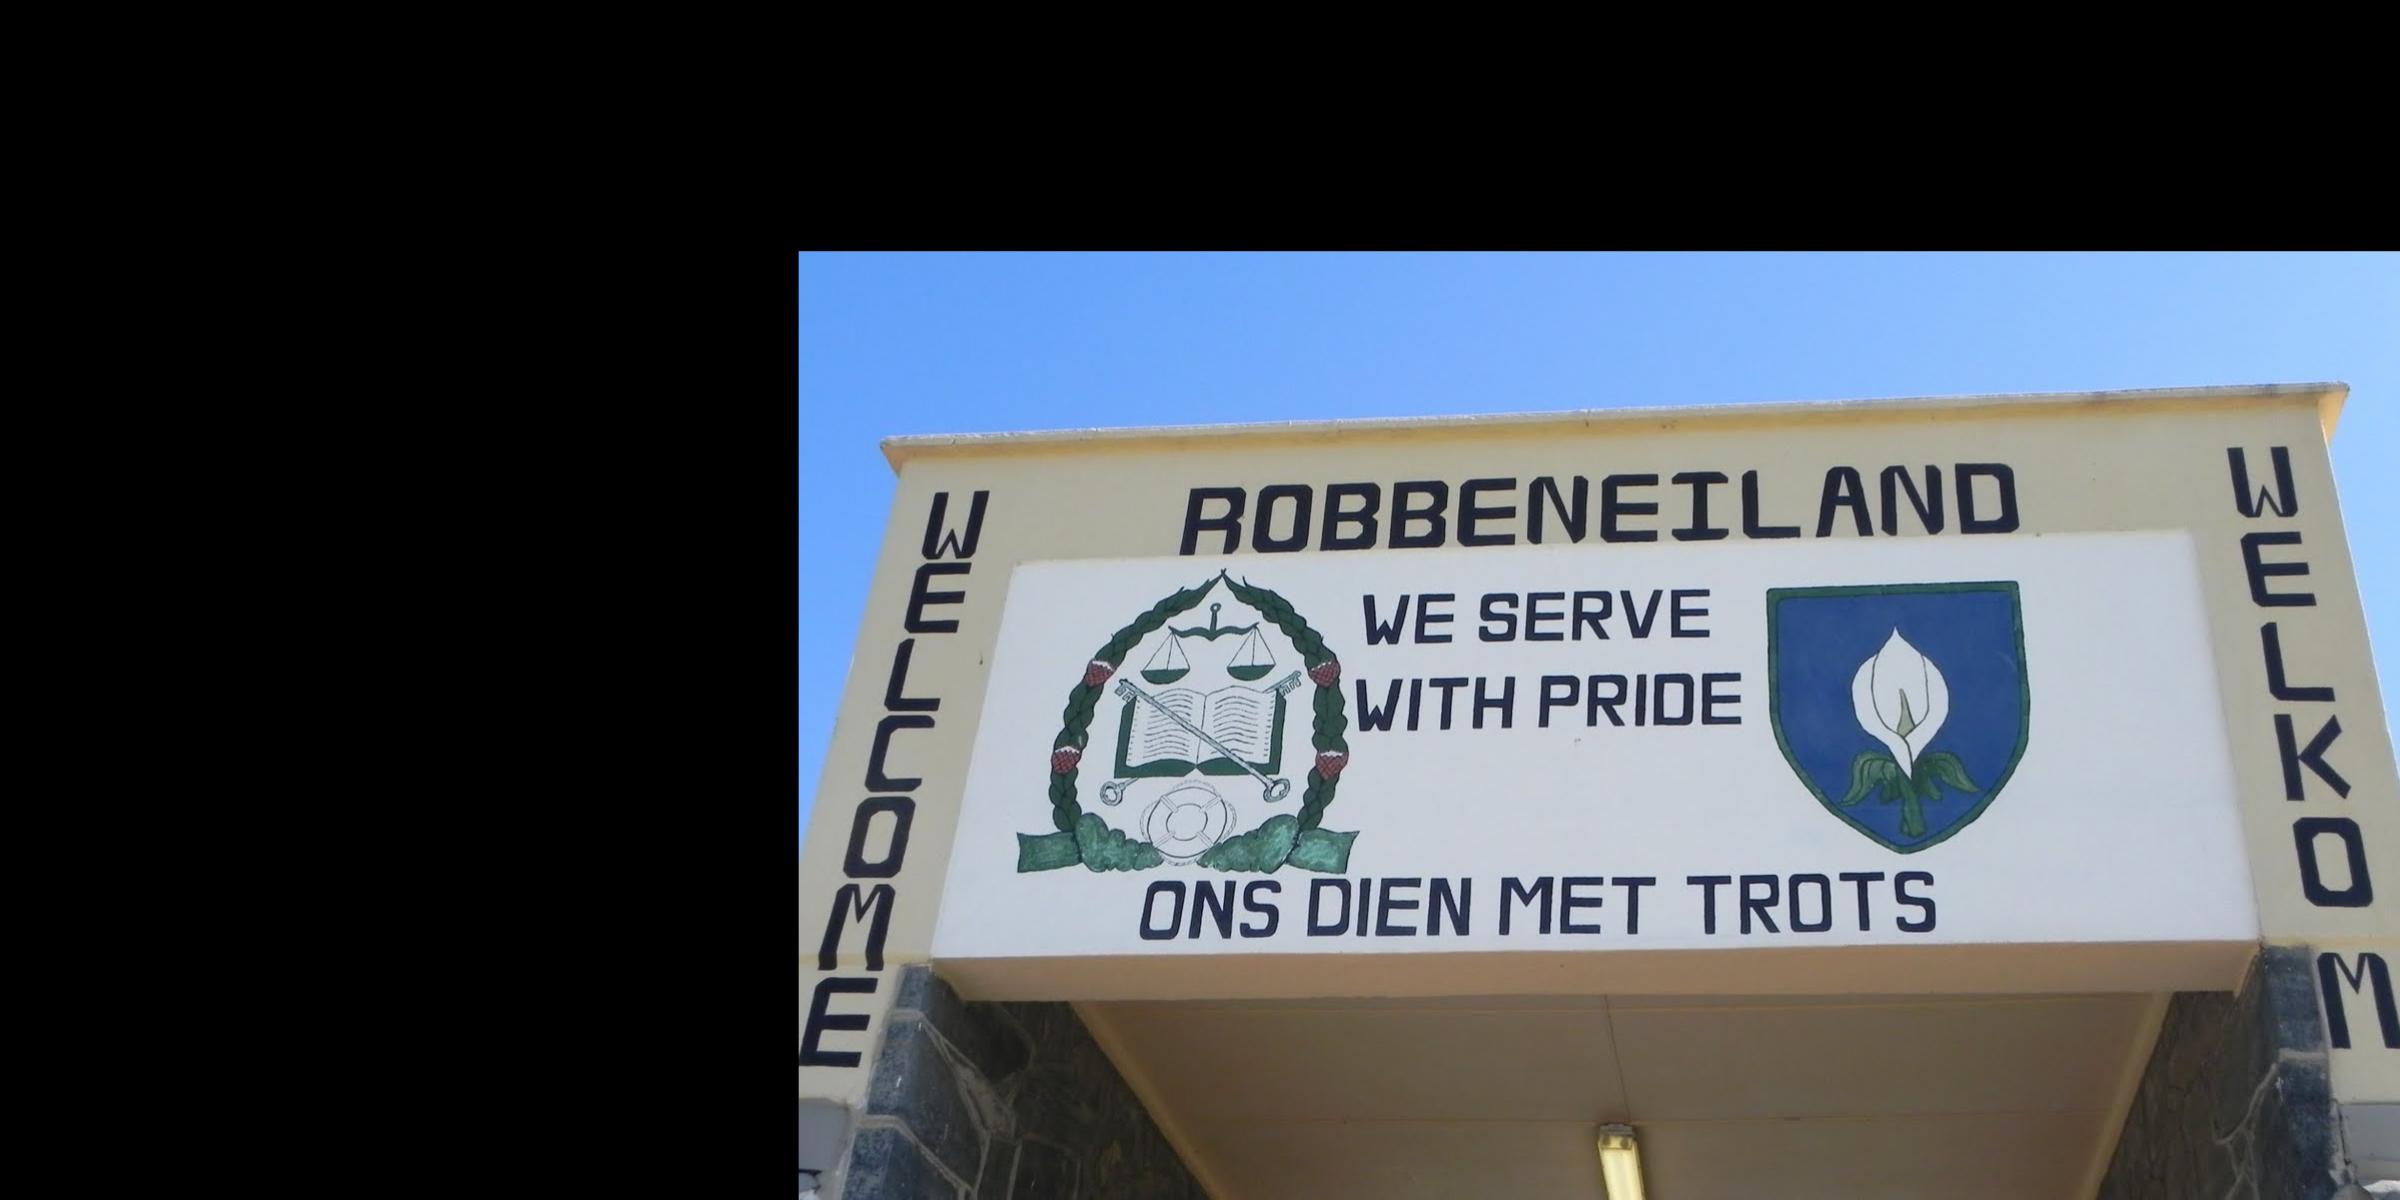 ROBBENEILAND
WELCOME
WE SERVE
WITH PRIDE
ONS DIEN MET TROTS
WELKOM